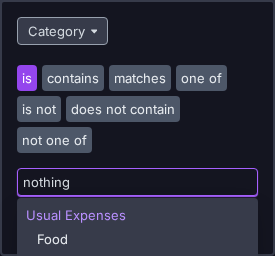 Category
is contains matches one of
is not does not contain
not one of
nothing
Usual Expenses
Food